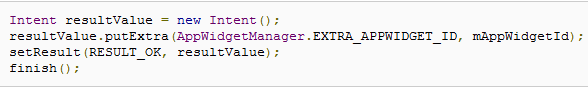 Intent resultValue = new Intent();
resultValue.putExtra(AppWidgetManager.EXTRA_APPWIDGET_ID, mAppWidgetId);
setResult(RESULT_OK, resultValue);
finish();